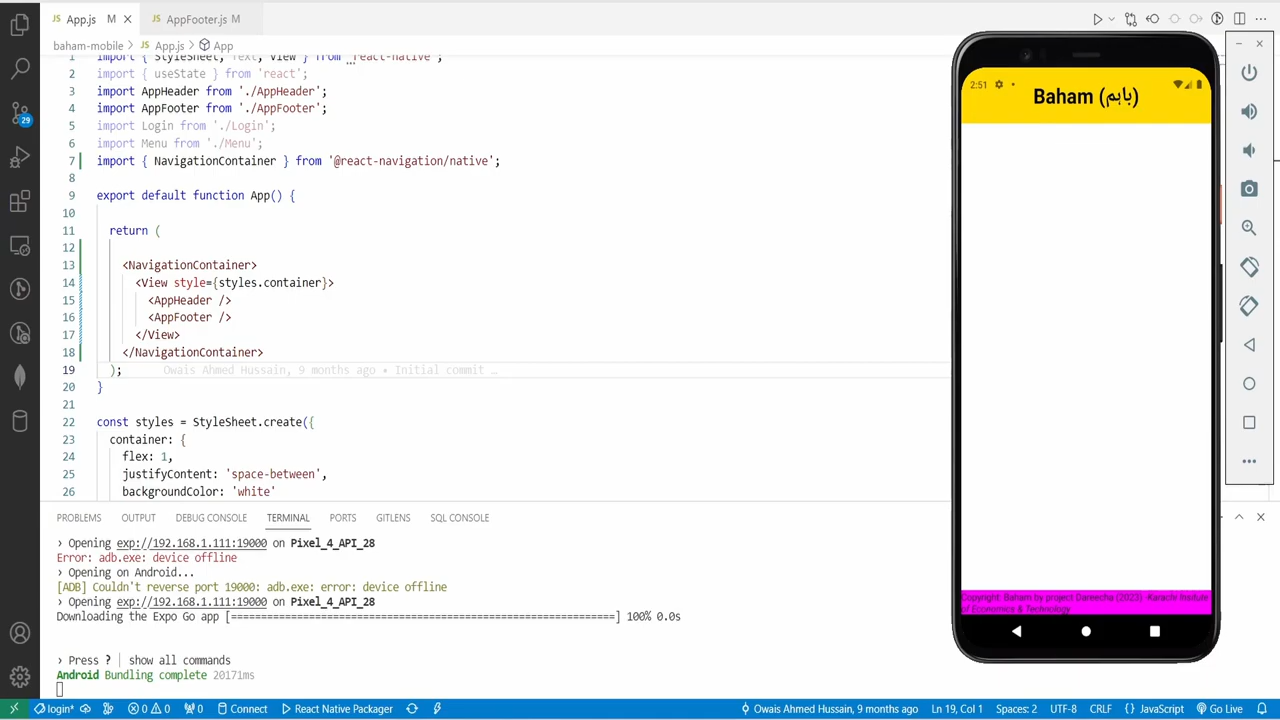 App.js M
AppFooter.js M
baham-mobile App.js App
import { StyleSheet, Text, View } from 'react-native';
2 import { useState } from 'react';
3 import AppHeader from './AppHeader';
4 import AppFooter from './AppFooter';
5 import Login from './Login';
6 import Menu from './Menu';
7 import { NavigationContainer } from '@react-navigation/native';
8
9 export default function App() {
10
11 return (
12
13 <NavigationContainer>
14 <View style={styles.container}>
15 <AppHeader />
16 <AppFooter />
17 </View>
18 </NavigationContainer>
19 ); Owais Ahmed Hussain, 9 months ago • Initial commit …
20 }
21
22 const styles = StyleSheet.create({
23 container: {
24 flex: 1,
25 justifyContent: 'space-between',
26 backgroundColor: 'white'
PROBLEMS OUTPUT DEBUG CONSOLE TERMINAL PORTS GITLENS SQL CONSOLE
› Opening exp://192.168.1.111:19000 on Pixel_4_API_28
Error: adb.exe: device offline
› Opening on Android...
[ADB] Couldn't reverse port 19000: adb.exe: error: device offline
› Opening exp://192.168.1.111:19000 on Pixel_4_API_28
Downloading the Expo Go app [================================================================] 100% 0.0s
› Press ? │ show all commands
Android Bundling complete 20171ms
29
login* 0 0 0 Connect React Native Packager Owais Ahmed Hussain, 9 months ago Ln 19, Col 1 Spaces: 2 UTF-8 CRLF {} JavaScript Go Live
2:51
Baham (باہم)
Copyright: Baham by project Dareecha (2023) -Karachi Insitute
of Economics & Technology